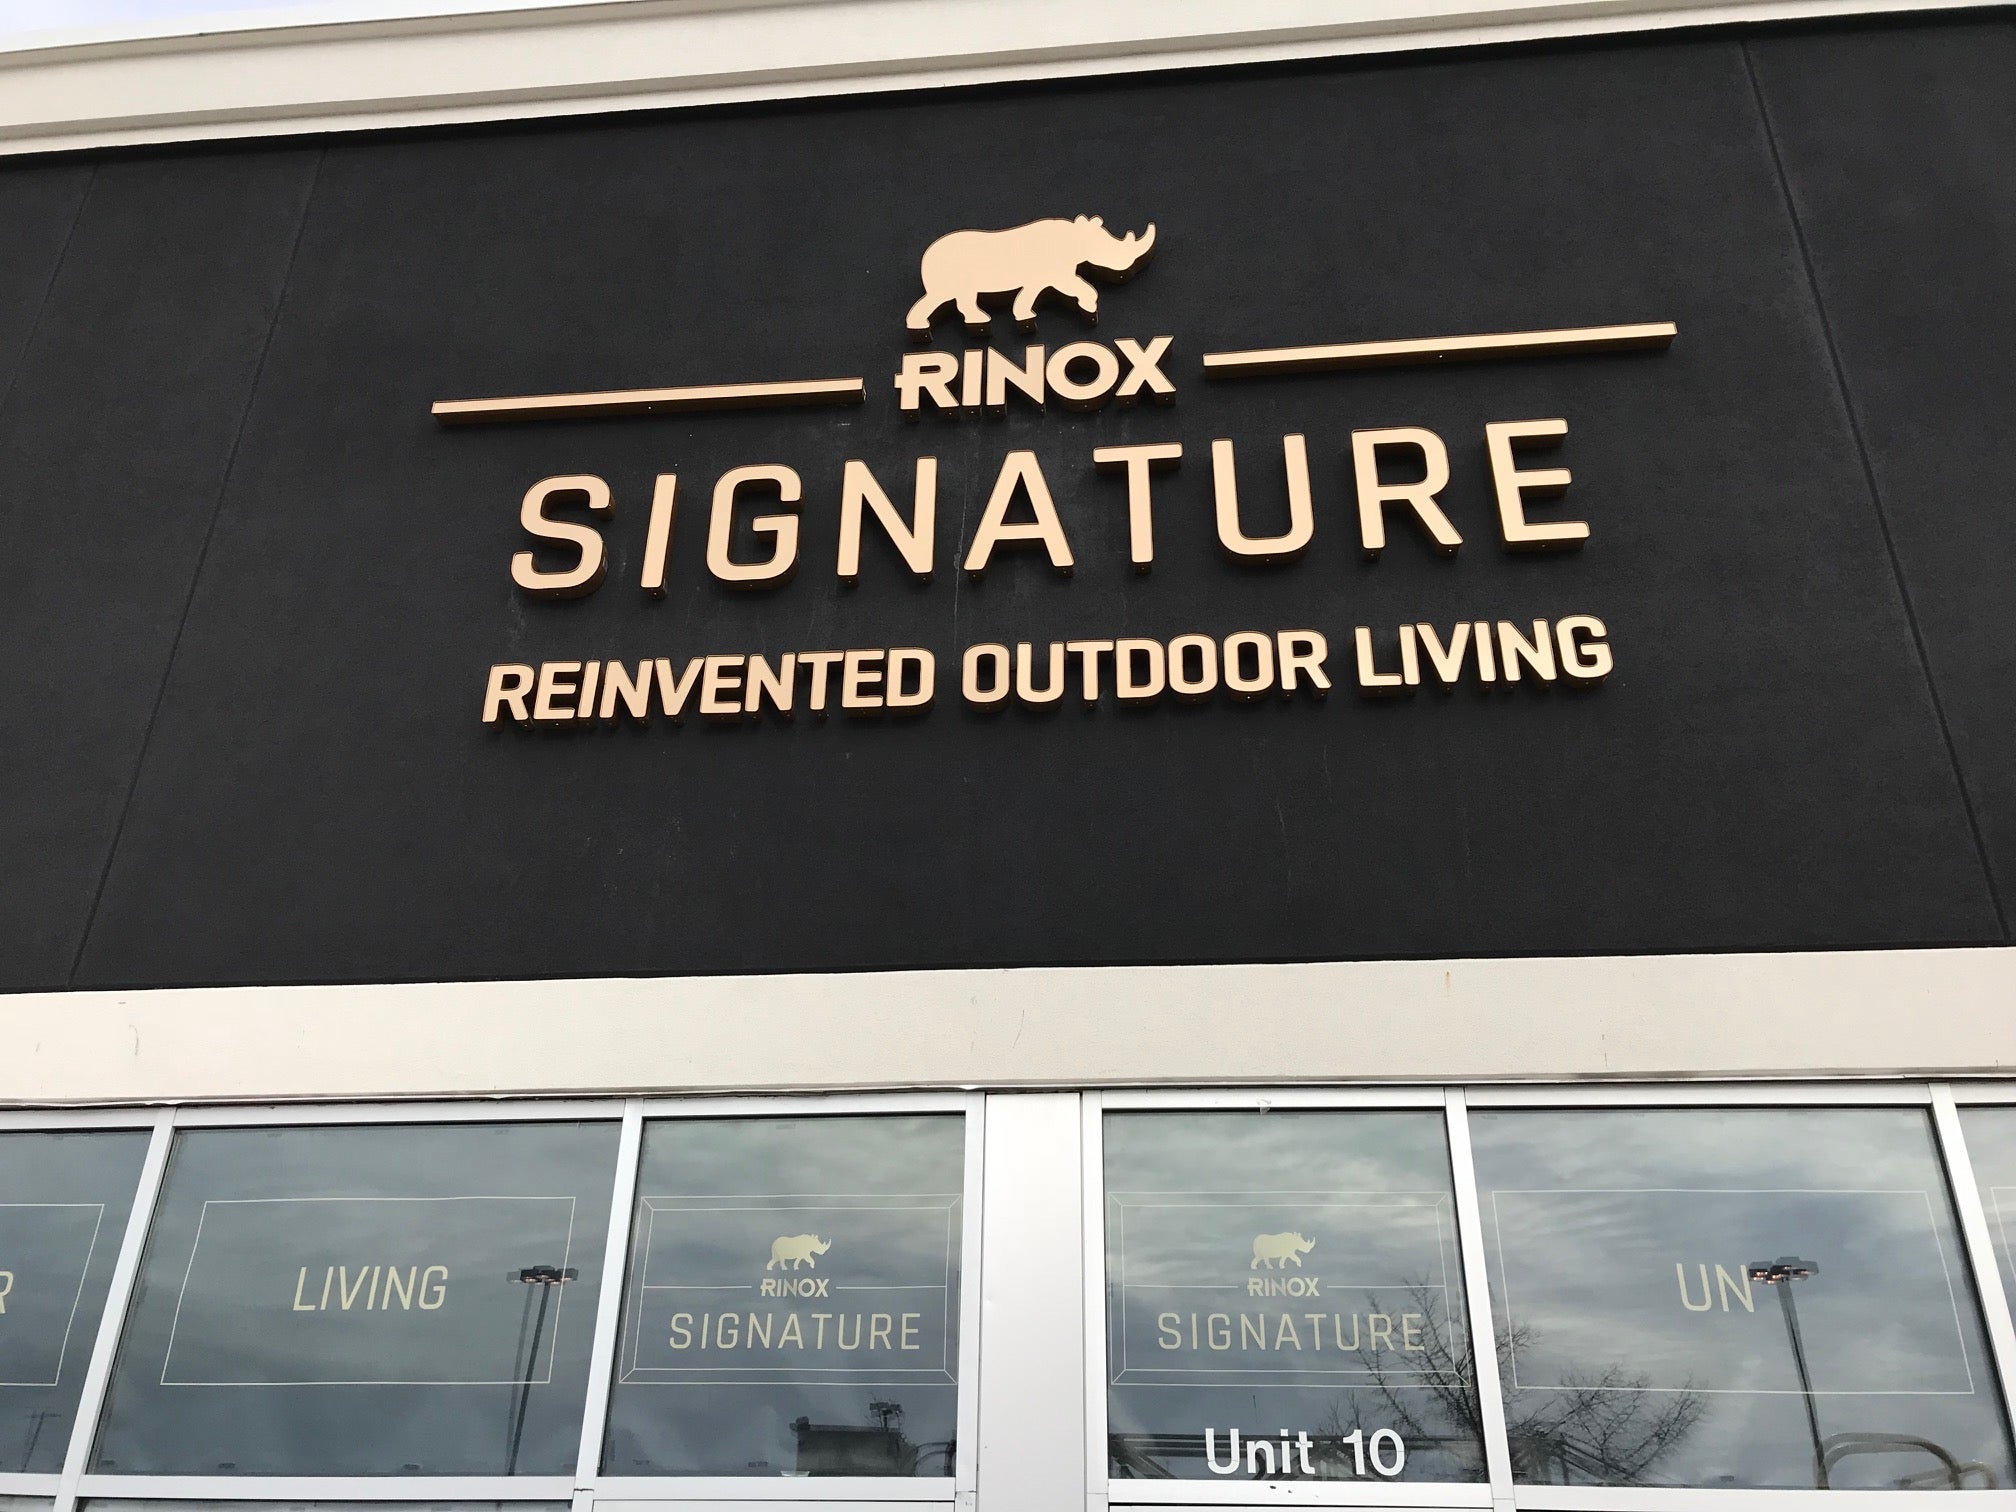 RINOX
SIGNATURE
REINVENTED OUTDOOR LIVING
LIVING
RINOX
SIGNATURE
RINOX
SIGNATURE
UN
Unit 10